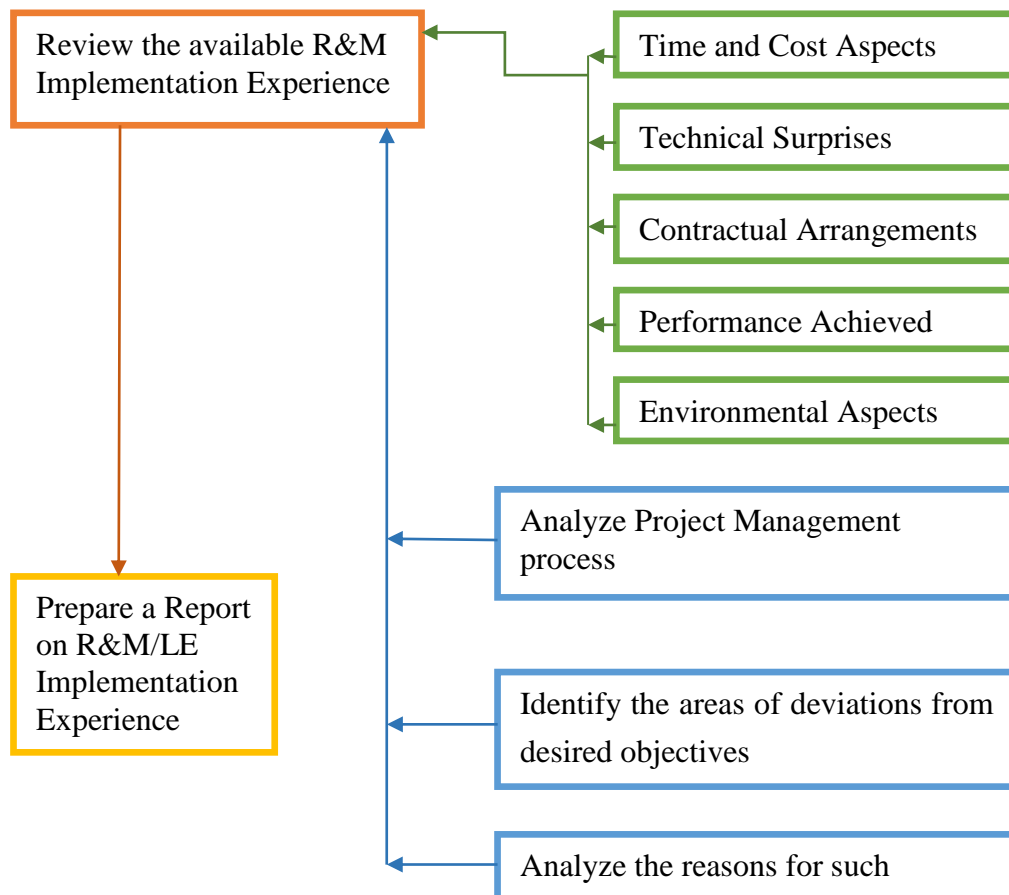 Review the available R&M
Implementation Experience
Time and Cost Aspects
Technical Surprises
Contractual Arrangements
Performance Achieved
Environmental Aspects
Analyze Project Management
process
Prepare a Report
on R&M/LE
Implementation
Experience
Identify the areas of deviations from
desired objectives
Analyze the reasons for such